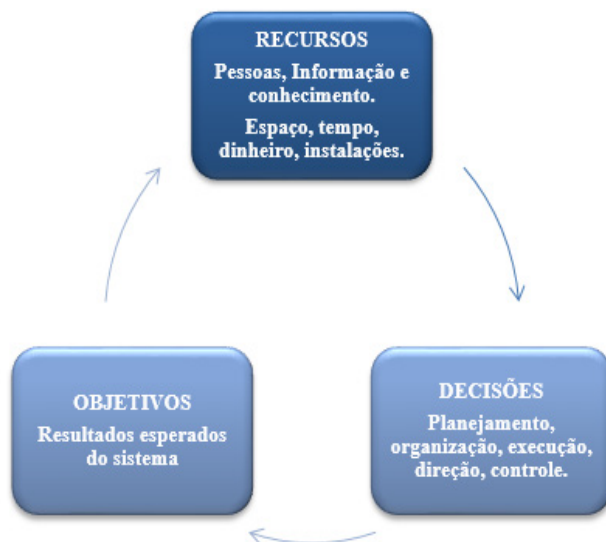 RECURSOS
Pessoas, Informação e
conhecimento.
Espaço, tempo,
dinheiro, instalações.
DECISÕES
Planejamento,
organização, execução,
direção, controle.
OBJETIVOS
Resultados esperados
do sistema